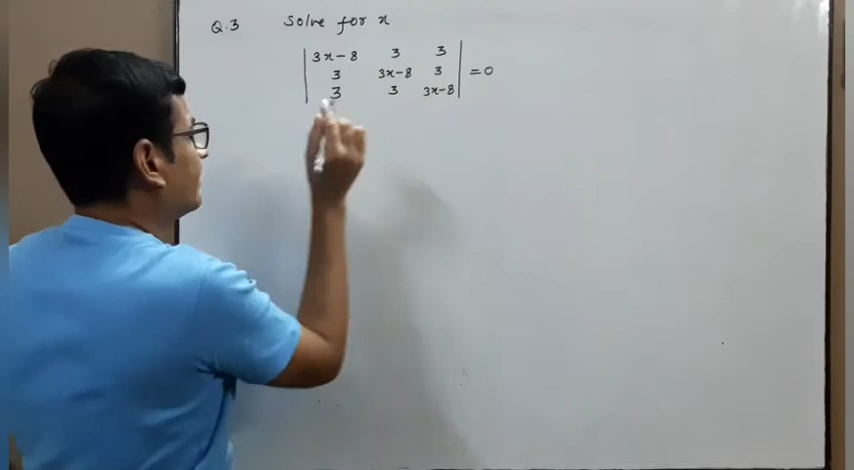 Q.3 Solve for x
| 3x-8 3 3 |
| 3 3x-8 3 | =0
| 3 3 3x-8 |